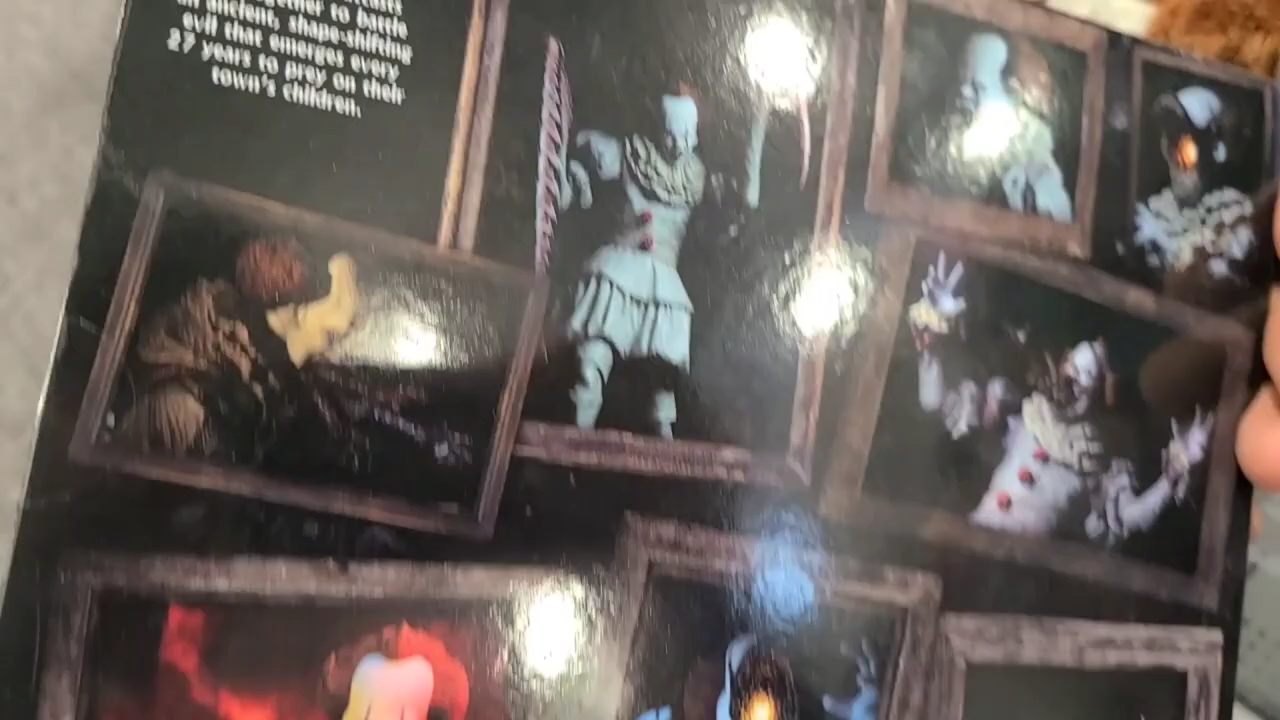 together to battle
an ancient, shape-shifting
evil that emerges every
27 years to prey on their
town's children.